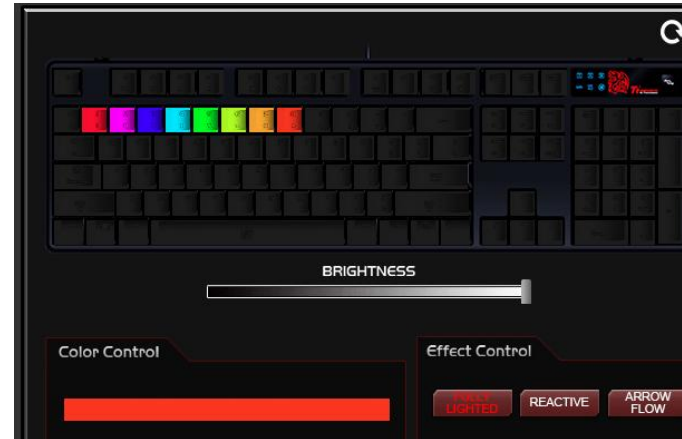 BRIGHTNESS
Color Control
Effect Control
FULLY
LIGHTED
REACTIVE
ARROW
FLOW